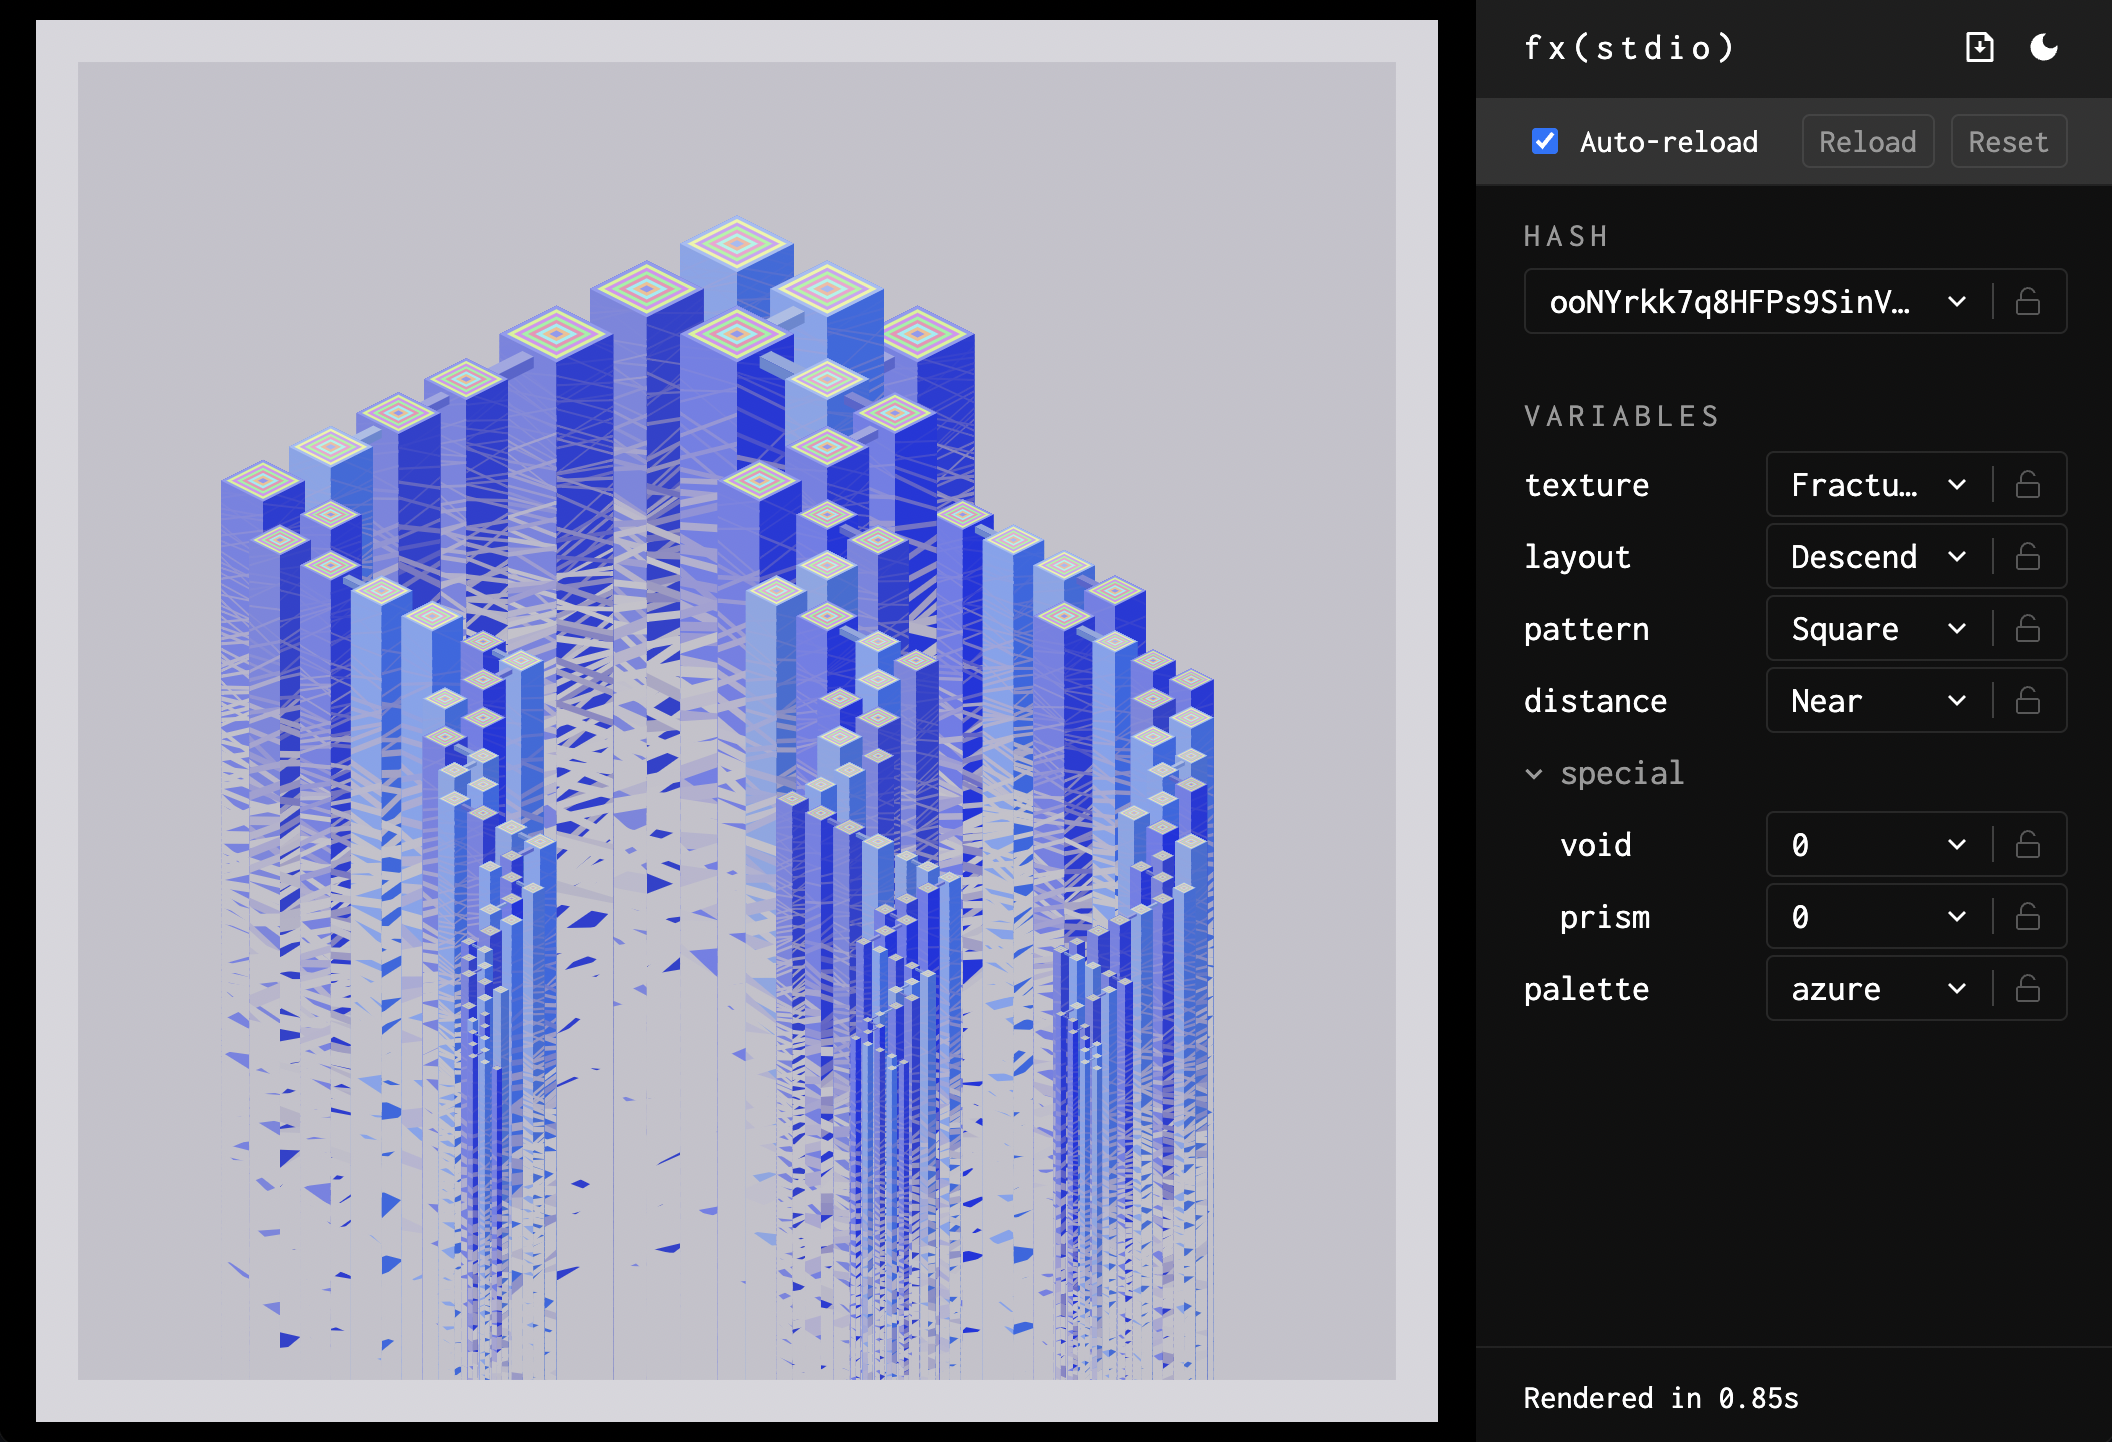 fx(stdio)
Auto-reload Reload Reset
HASH
ooNYrkk7q8HFPs9SinV…
VARIABLES
texture Fractu…
layout Descend
pattern Square
distance Near
special
void 0
prism 0
palette azure
Rendered in 0.85s